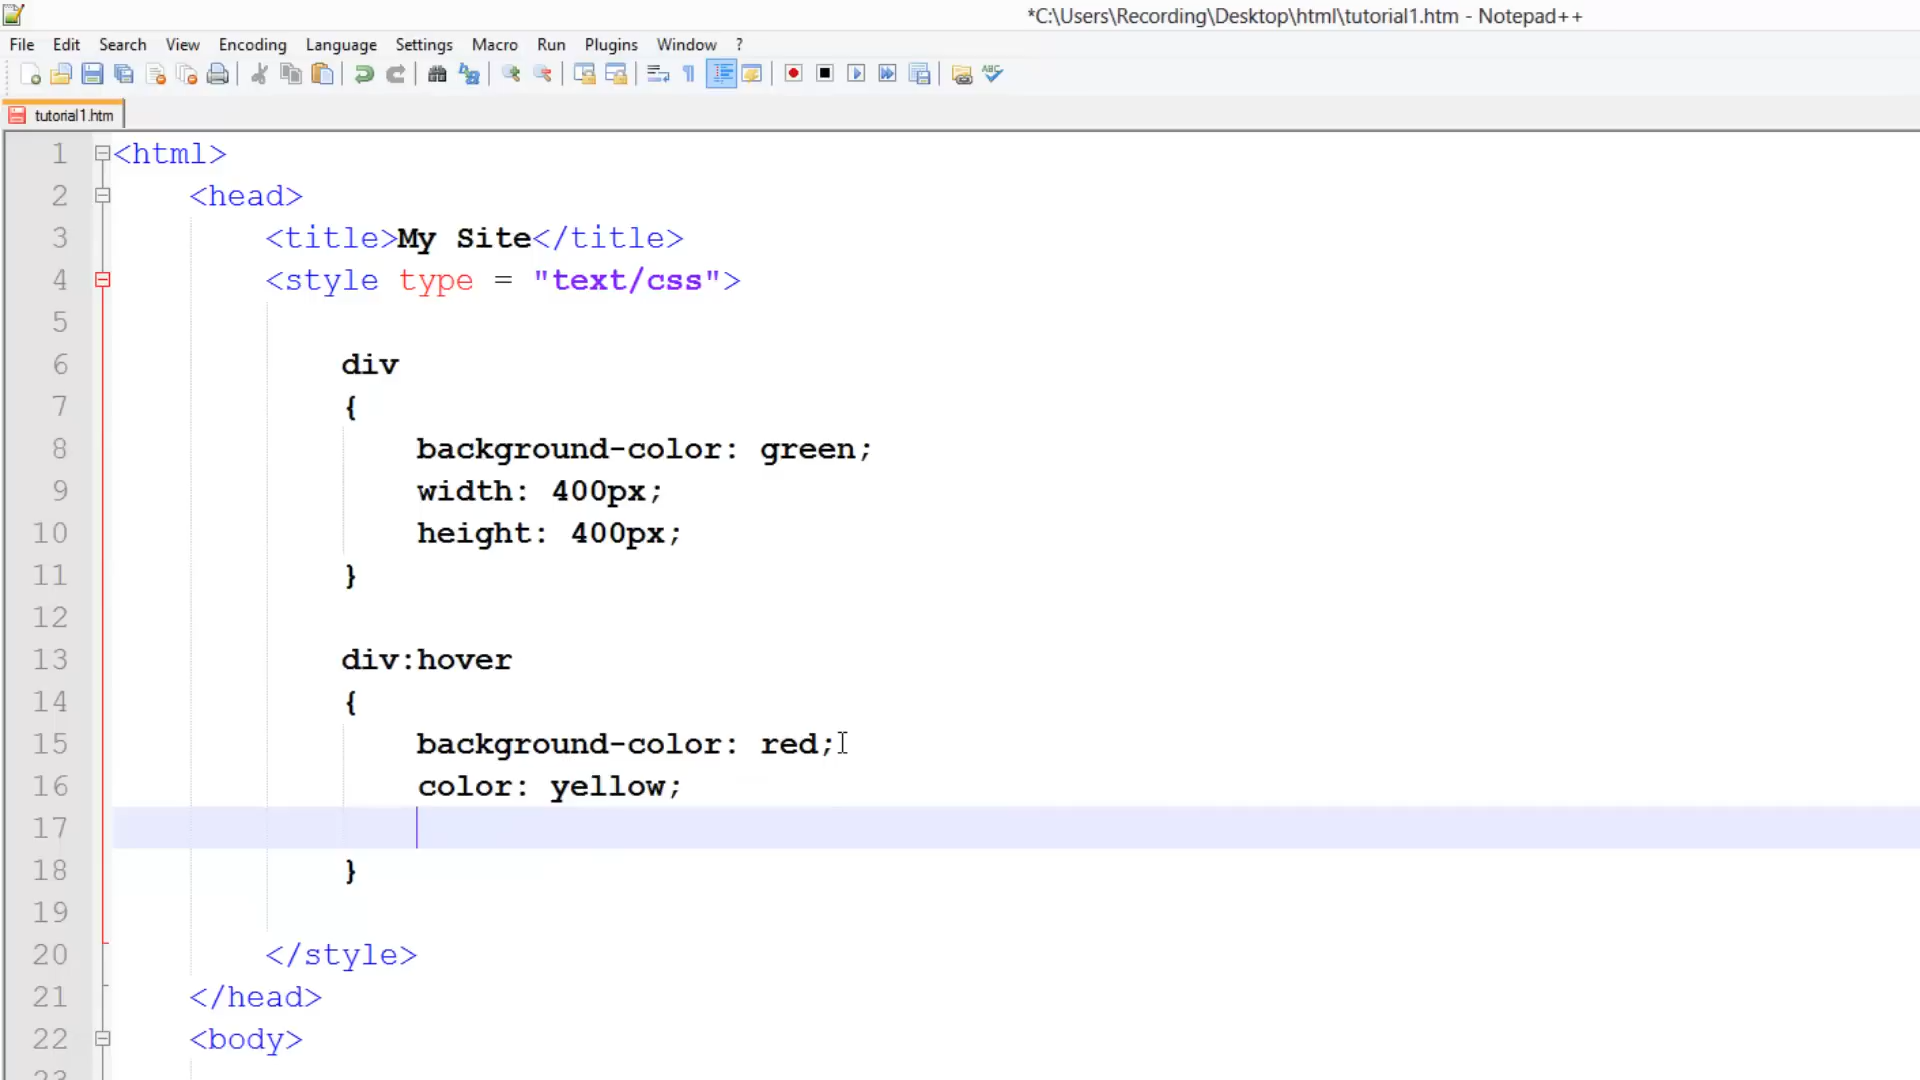 *C:\Users\Recording\Desktop\html\tutorial1.htm - Notepad++
File Edit Search View Encoding Language Settings Macro Run Plugins Window ?
tutorial1.htm
1 <html>
2 <head>
3 <title>My Site</title>
4 <style type = "text/css">
5
6 div
7 {
8 background-color: green;
9 width: 400px;
10 height: 400px;
11 }
12
13 div:hover
14 {
15 background-color: red;
16 color: yellow;
17
18 }
19
20 </style>
21 </head>
22 <body>
23